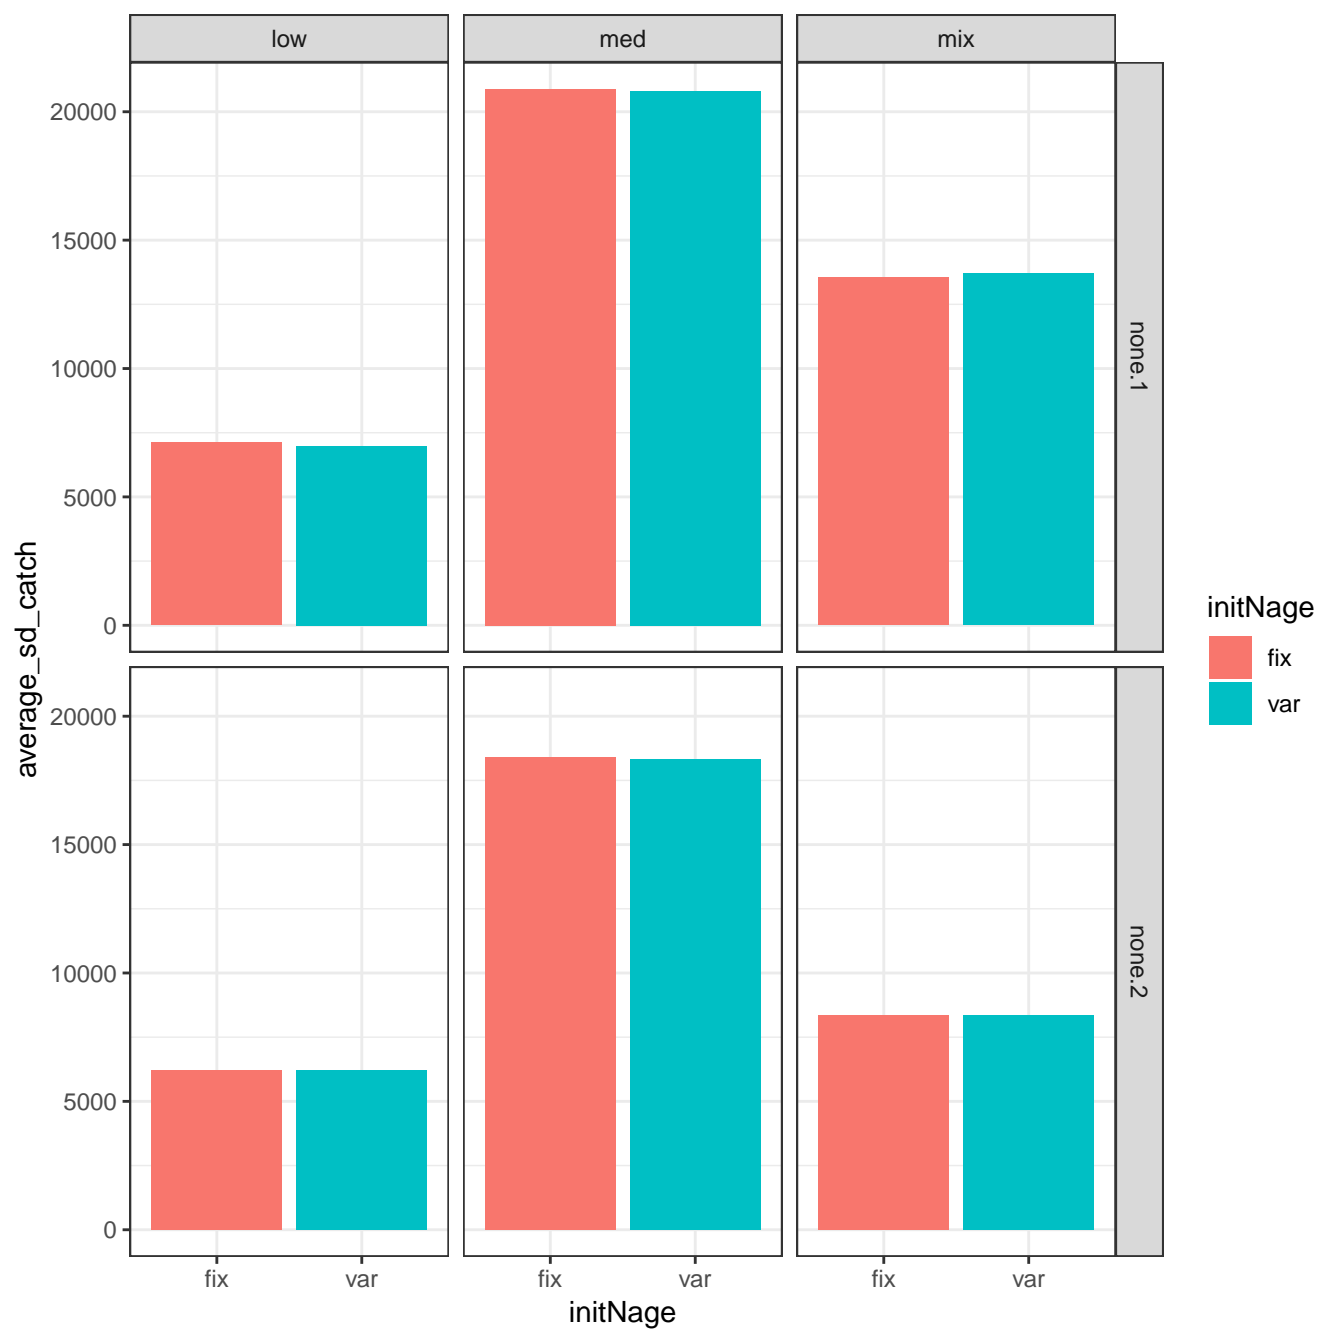 low
med
mix
20000
15000
10000
5000
0
none.1
20000
15000
10000
5000
0
none.2
fix
var
fix
var
fix
var
initNage
average_sd_catch
initNage
fix
var